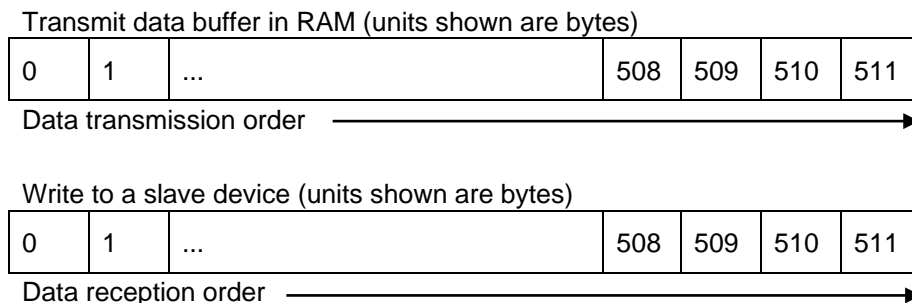 Transmit data buffer in RAM (units shown are bytes)
0 1 ... 508 509 510 511
Data transmission order
Write to a slave device (units shown are bytes)
0 1 ... 508 509 510 511
Data reception order